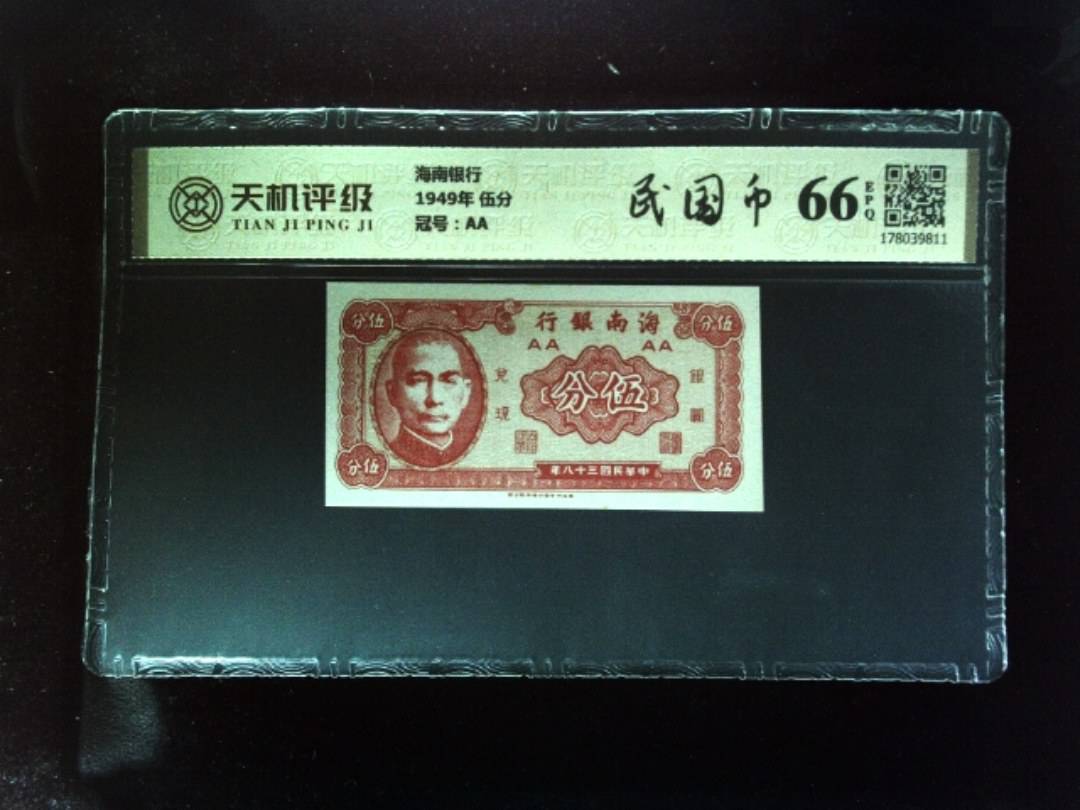 天机评级
TIAN JI PING JI
海南银行
1949年 伍分
冠号：AA
民国币
66
EPQ
178039811
伍分
行銀南海
伍分
AA AA
兌現
分伍
銀圓
伍分
年八十三國民華中
伍分